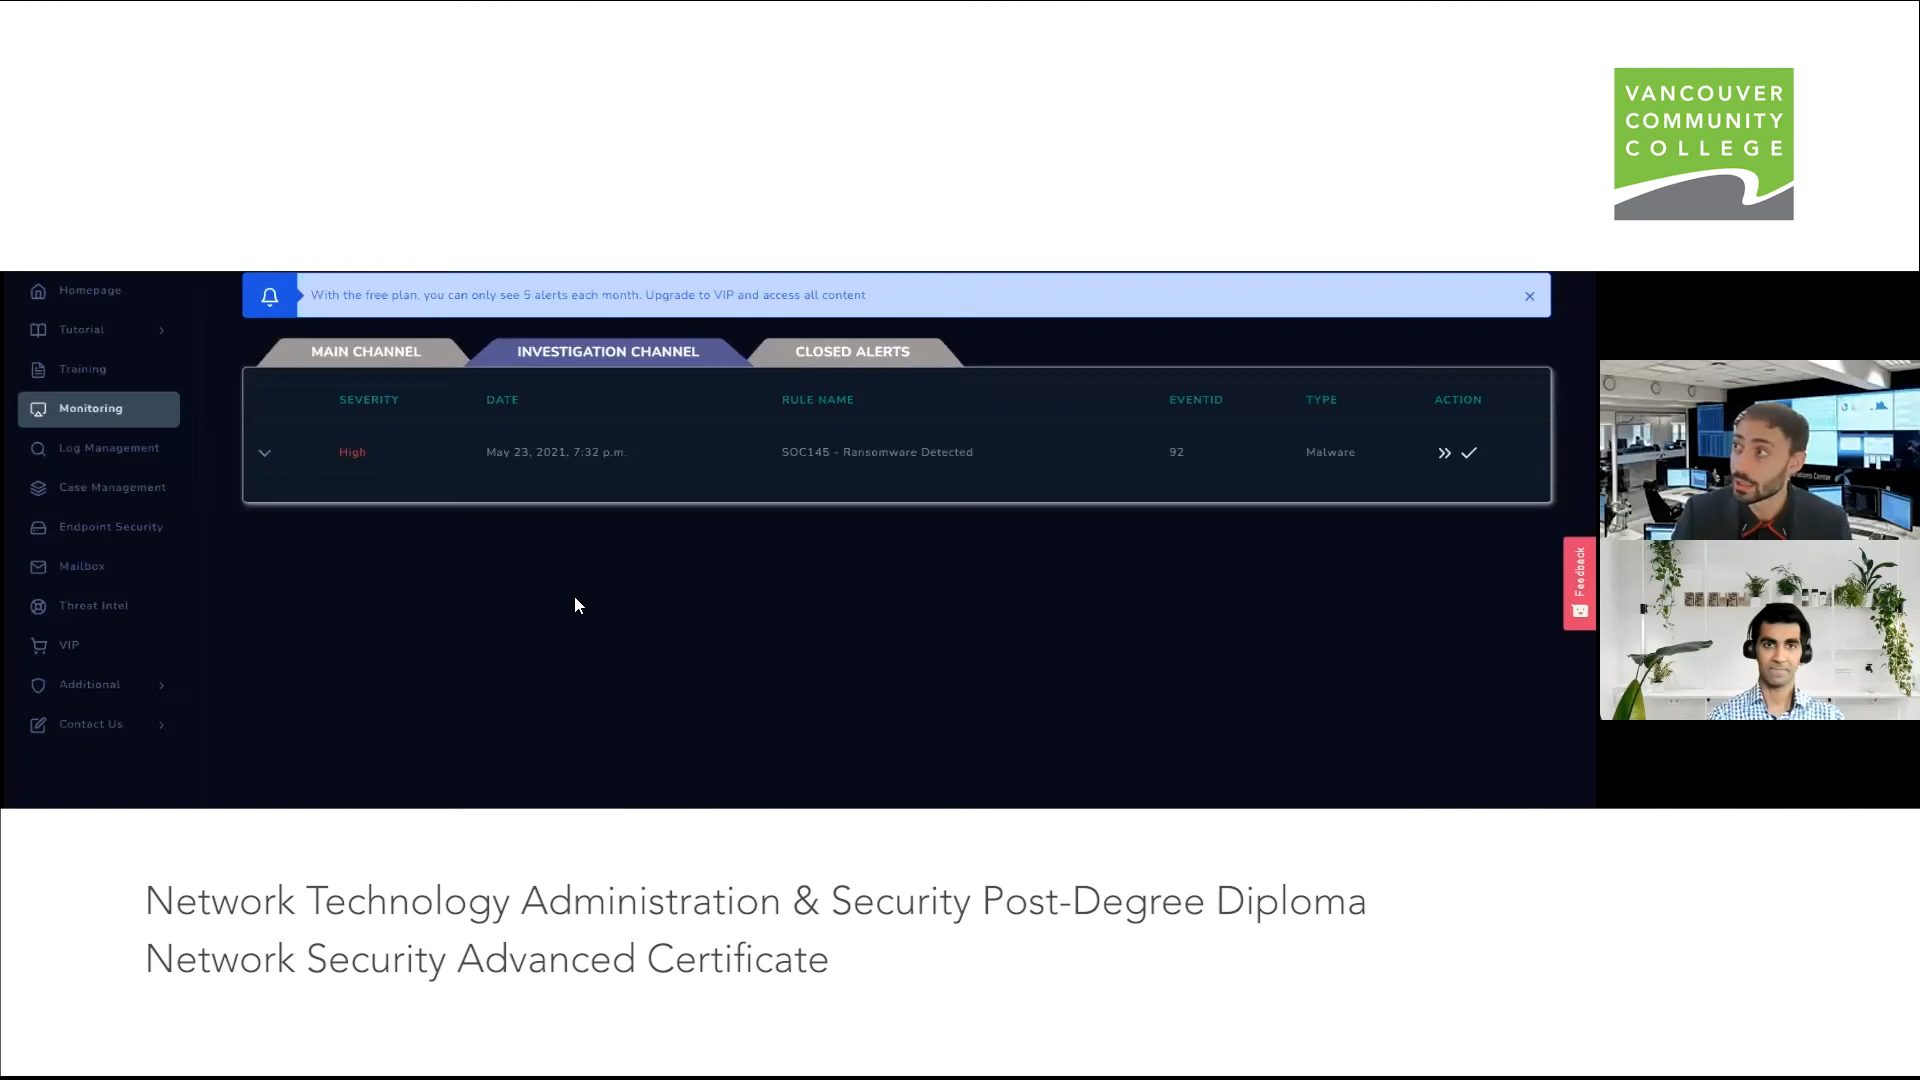 VANCOUVER
COMMUNITY
COLLEGE
Homepage
Tutorial
Training
Monitoring
Log Management
Case Management
Endpoint Security
Mailbox
Threat Intel
VIP
Additional
Contact Us
With the free plan, you can only see 5 alerts each month. Upgrade to VIP and access all content
MAIN CHANNEL INVESTIGATION CHANNEL CLOSED ALERTS
SEVERITY DATE RULE NAME EVENTID TYPE ACTION
High May 23, 2021, 7:32 p.m. SOC145 - Ransomware Detected 92 Malware
Feedback
Network Technology Administration & Security Post-Degree Diploma
Network Security Advanced Certificate